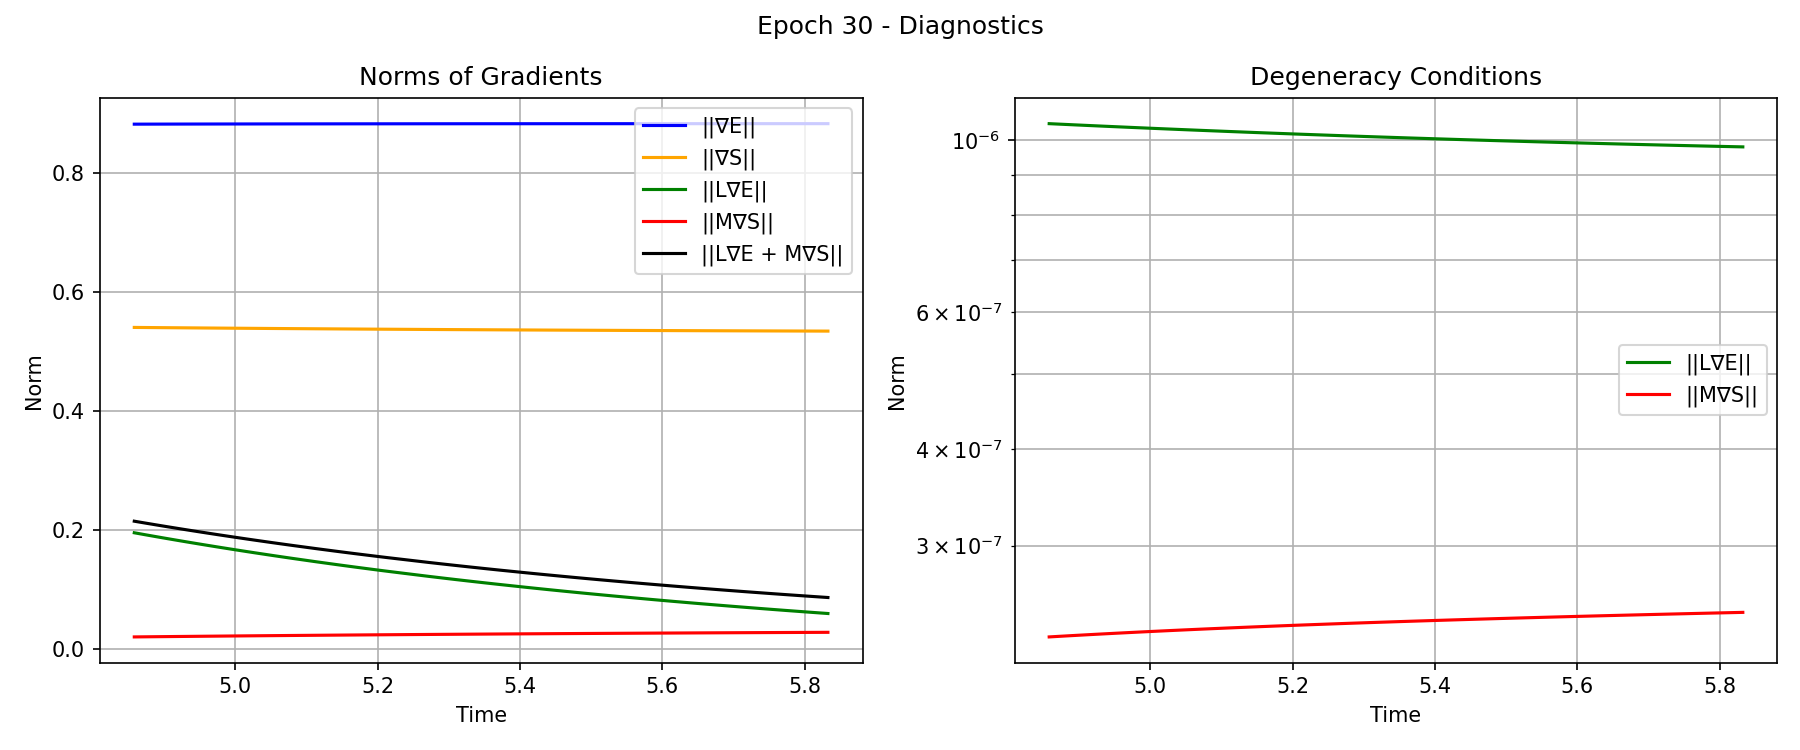 Epoch 30 - Diagnostics
Norms of Gradients
Norm
0.8
0.6
0.4
0.2
0.0
5.0 5.2 5.4 5.6 5.8
Time
||∇E||
||∇S||
||L∇E||
||M∇S||
||L∇E + M∇S||
Degeneracy Conditions
Norm
10⁻⁶
6 × 10⁻⁷
4 × 10⁻⁷
3 × 10⁻⁷
5.0 5.2 5.4 5.6 5.8
Time
||L∇E||
||M∇S||